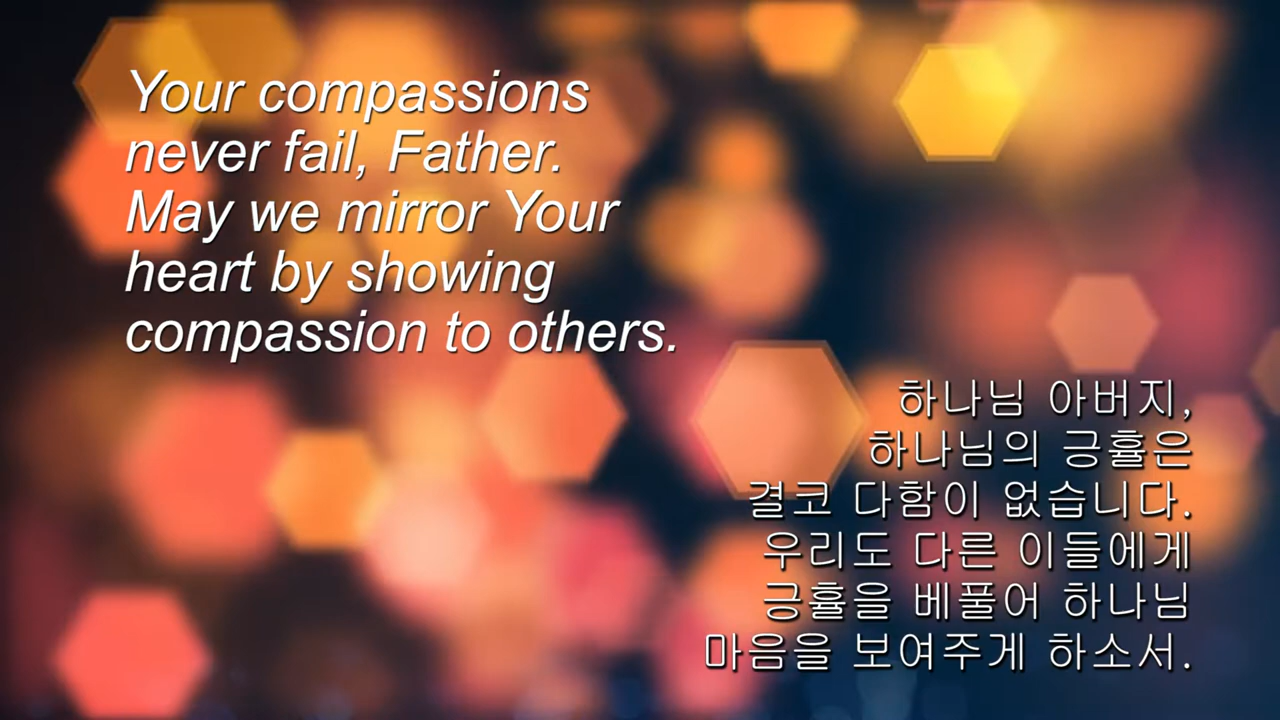 Your compassions
never fail, Father.
May we mirror Your
heart by showing
compassion to others.
하나님 아버지,
하나님의 긍휼은
결코 다함이 없습니다.
우리도 다른 이들에게
긍휼을 베풀어 하나님
마음을 보여주게 하소서.